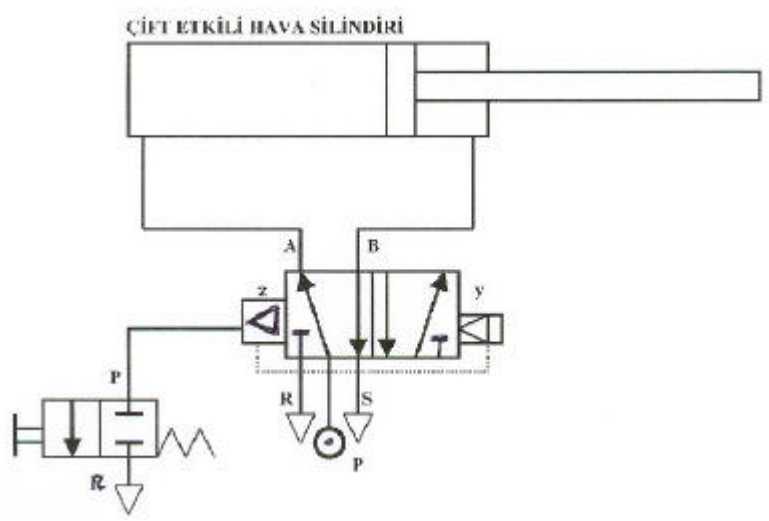 ÇİFT ETKİLİ HAVA SİLİNDİRİ
A B
z y
P
R S
P
R